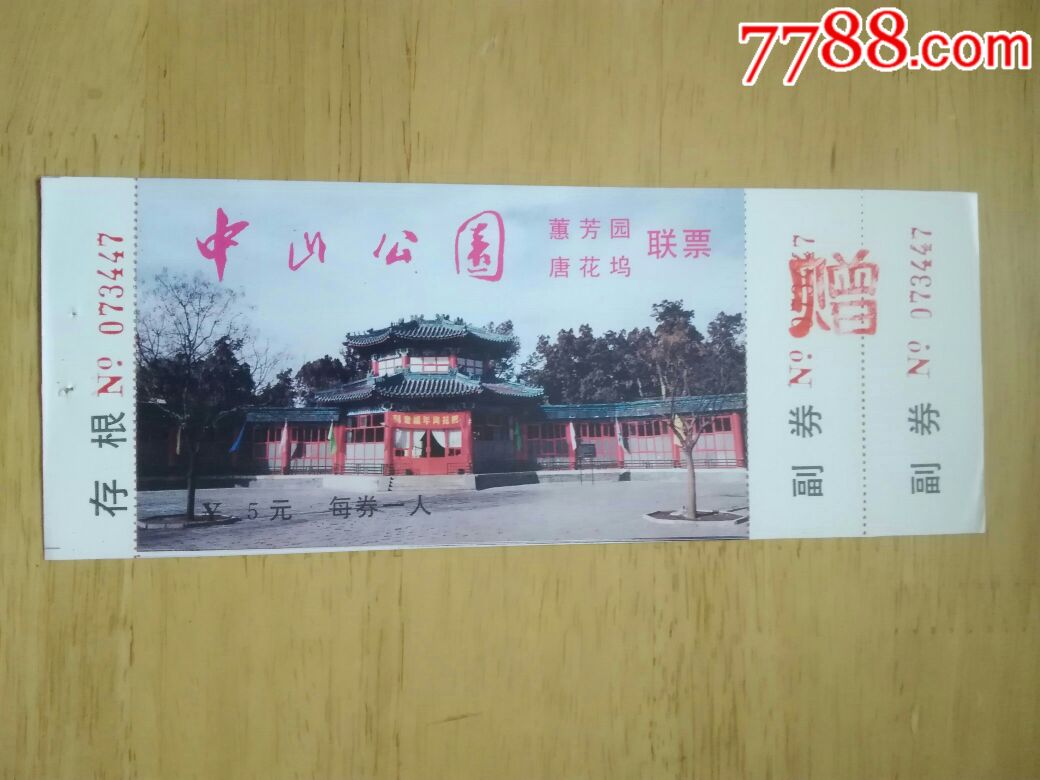 7788.com
存根 № 073447
中山公園
蕙芳园
唐花坞
联票
¥ 5元 每券一人
副券 №
副券 № 073447